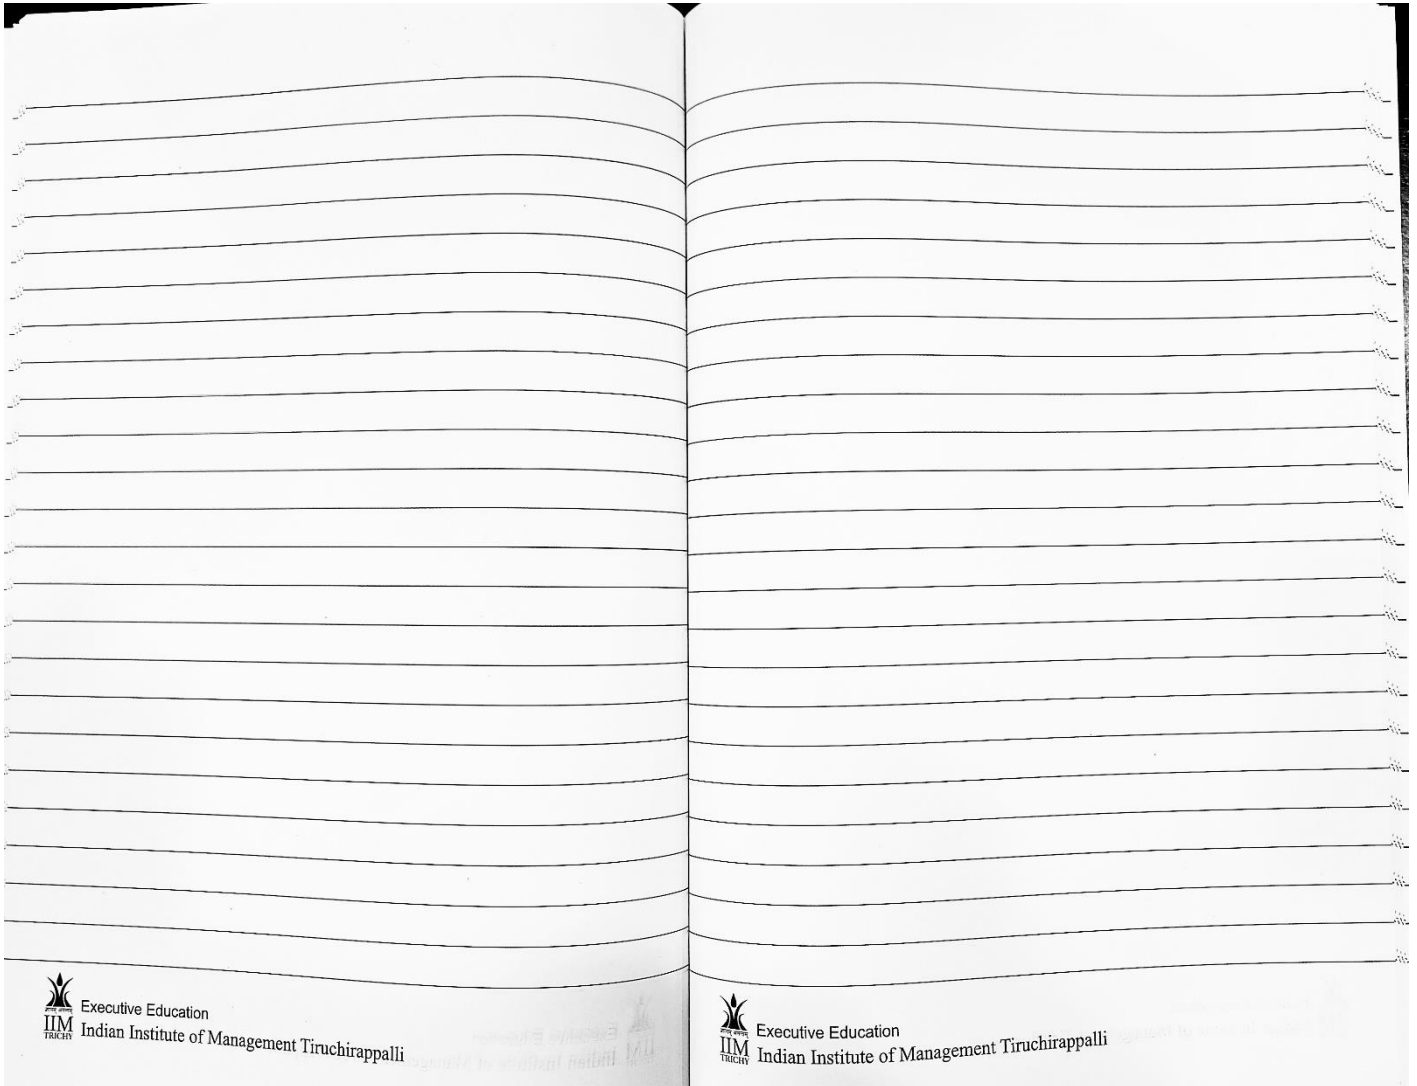 Executive Education
IIM
TRICHY
Indian Institute of Management Tiruchirappalli
Executive Education
IIM
TRICHY
Indian Institute of Management Tiruchirappalli